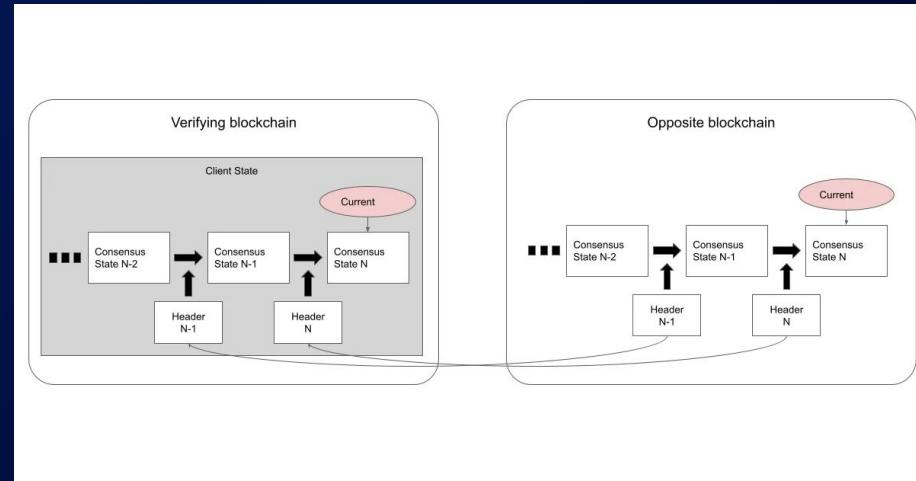 Verifying blockchain
Client State
Current
Consensus
State N-2
Consensus
State N-1
Consensus
State N
Header
N-1
Header
N
Opposite blockchain
Current
Consensus
State N-2
Consensus
State N-1
Consensus
State N
Header
N-1
Header
N